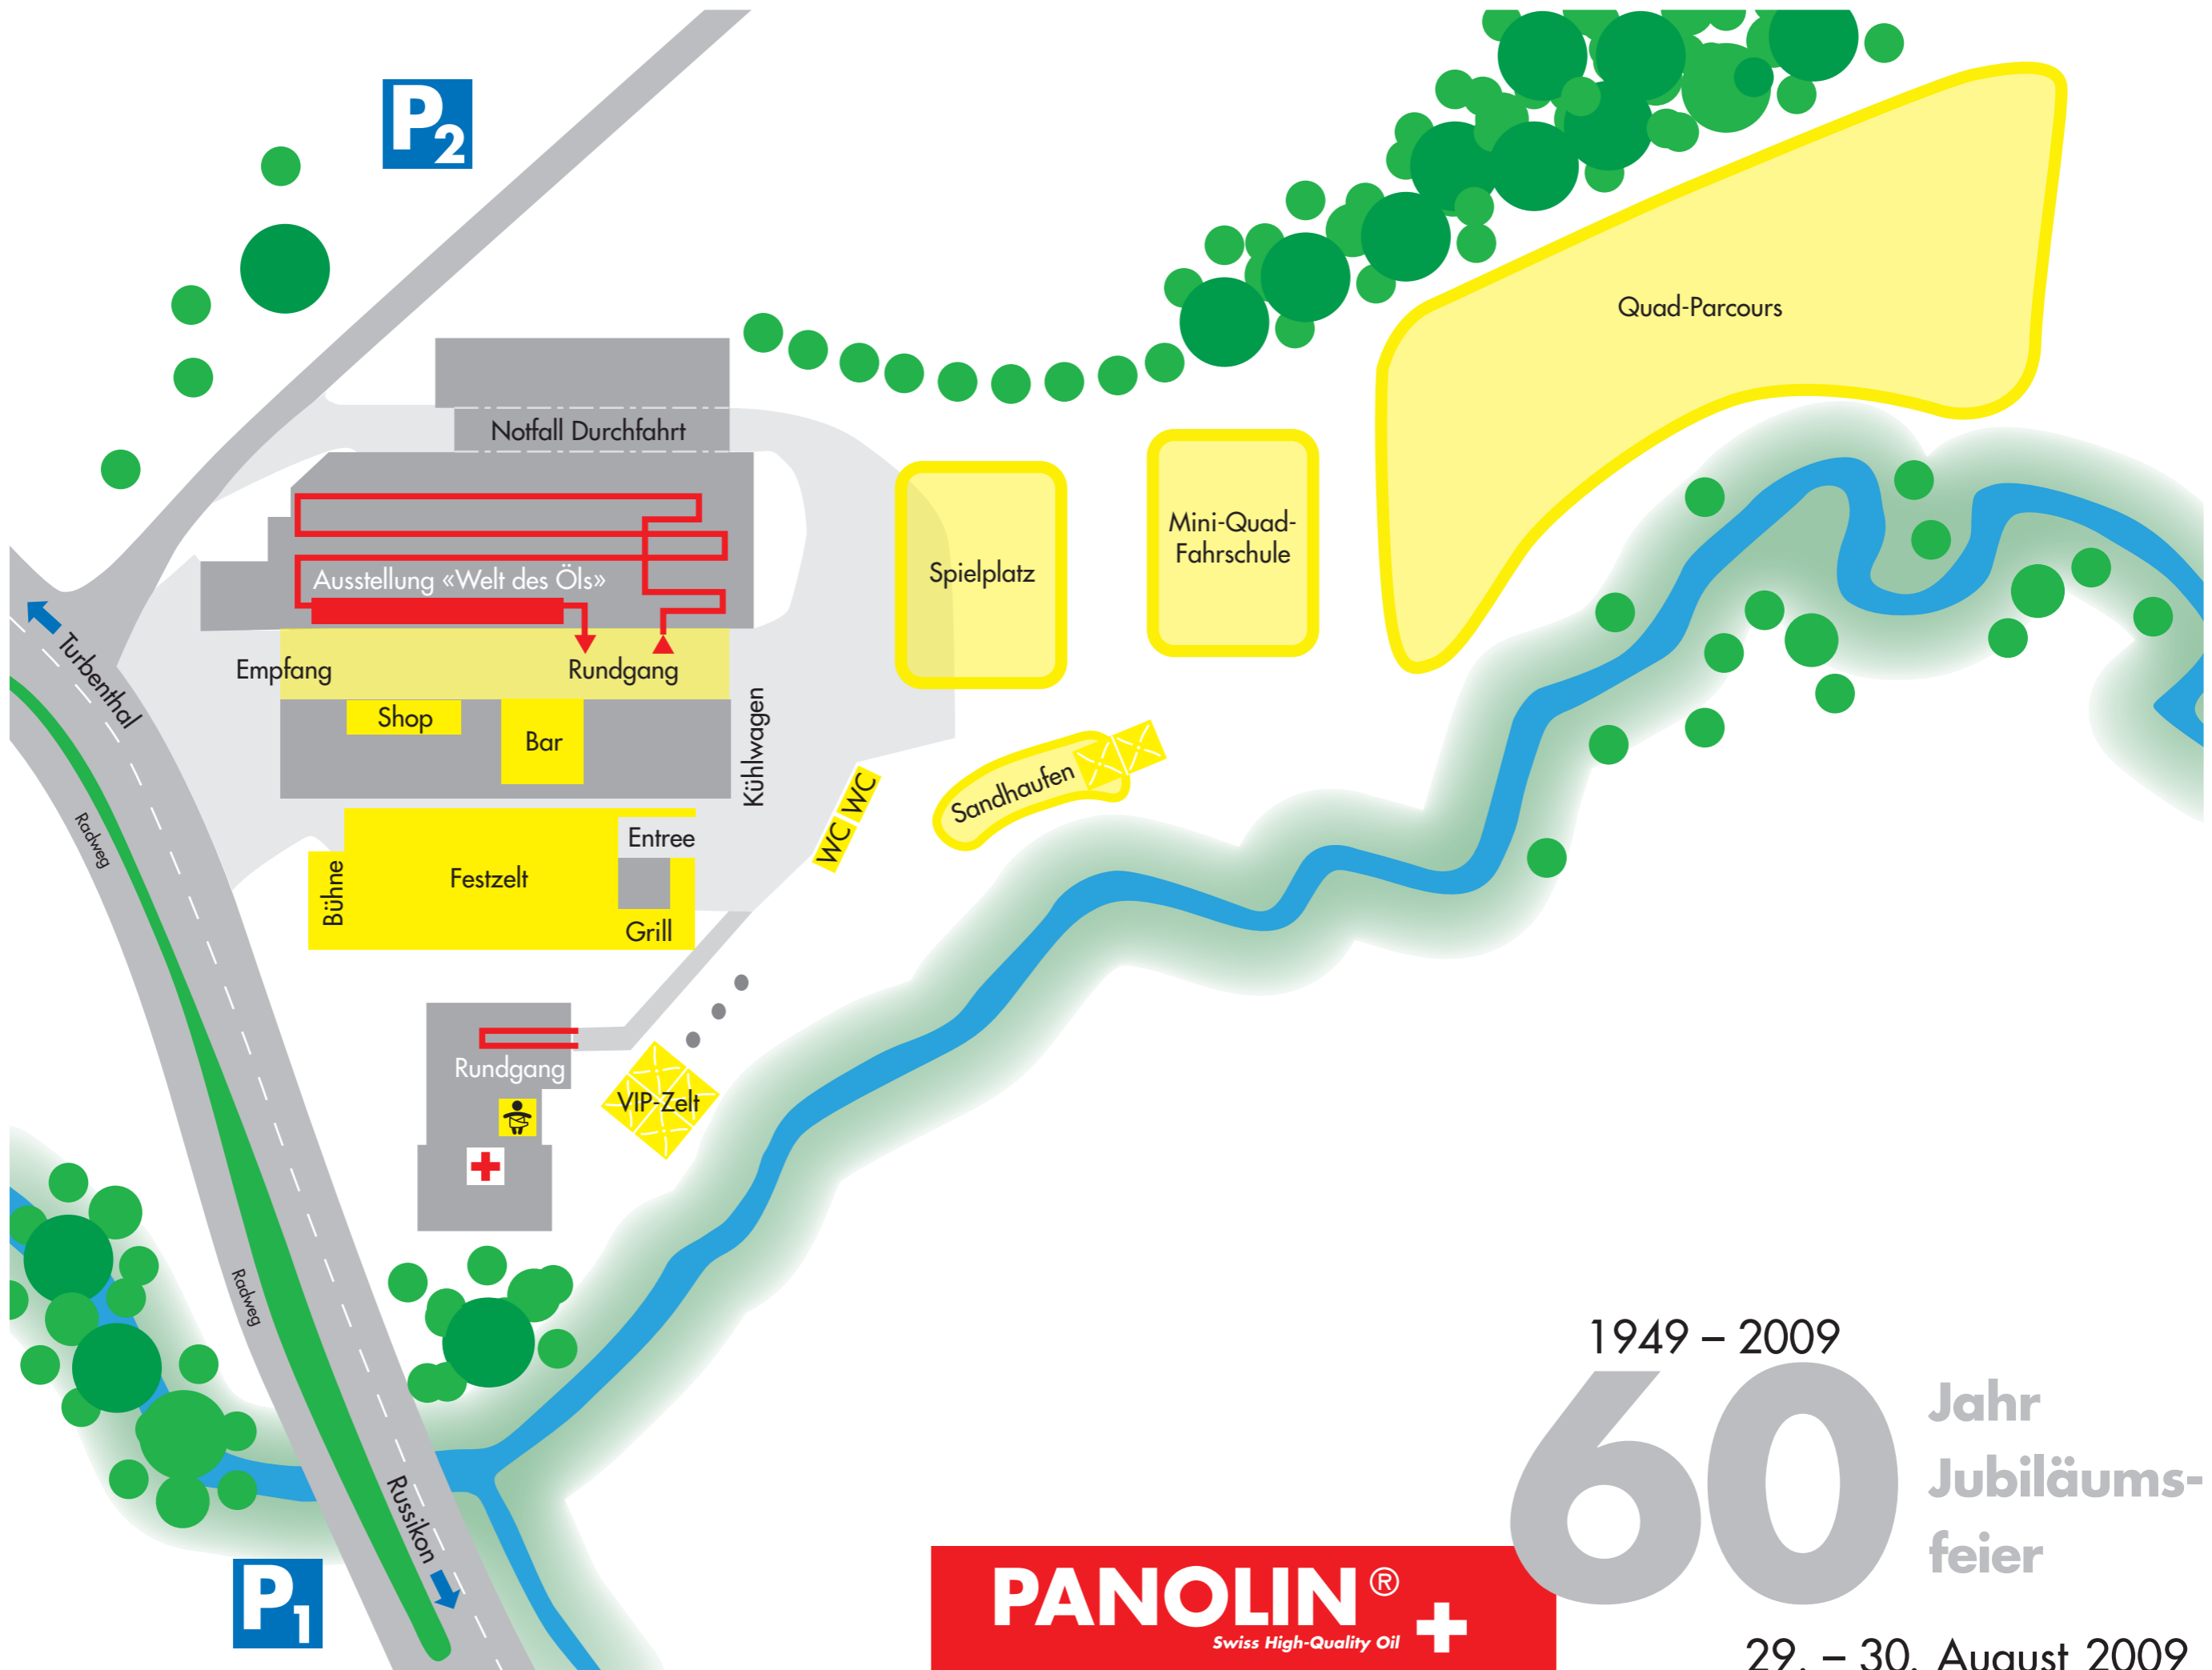 P2
Quad-Parcours
Notfall Durchfahrt
Mini-Quad-
Fahrschule
Spielplatz
Ausstellung «Welt des Öls»
Turbenthal
Empfang
Rundgang
Shop
Bar
Kühlwagen
Sandhaufen
WC
WC
Radweg
Entree
Bühne
Festzelt
Grill
Rundgang
VIP-Zelt
Radweg
Russikon
P1
1949 – 2009
60
Jahr
Jubiläums-
feier
PANOLIN®
Swiss High-Quality Oil
29. – 30. August 2009